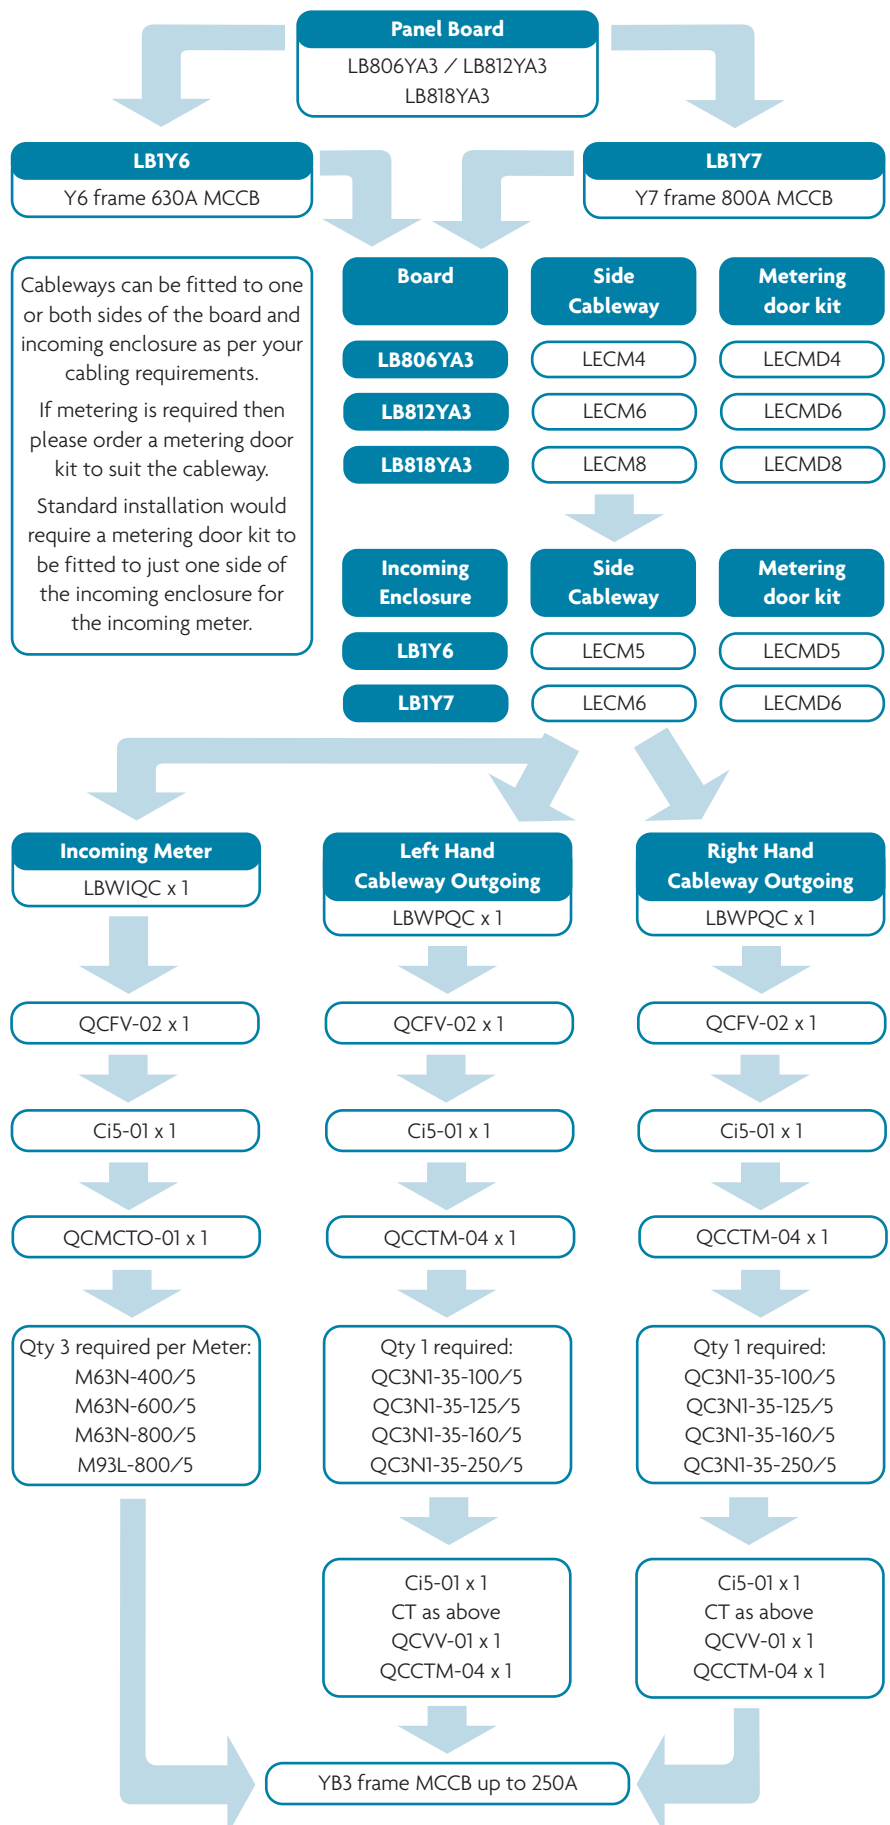 Panel Board
LB806YA3 / LB812YA3
LB818YA3
LB1Y6
Y6 frame 630A MCCB
LB1Y7
Y7 frame 800A MCCB
Cableways can be fitted to one
or both sides of the board and
incoming enclosure as per your
cabling requirements.
If metering is required then
please order a metering door
kit to suit the cableway.
Standard installation would
require a metering door kit to
be fitted to just one side of
the incoming enclosure for
the incoming meter.
Board
Side
Cableway
Metering
door kit
LB806YA3
LECM4
LECMD4
LB812YA3
LECM6
LECMD6
LB818YA3
LECM8
LECMD8
Incoming
Enclosure
Side
Cableway
Metering
door kit
LB1Y6
LECM5
LECMD5
LB1Y7
LECM6
LECMD6
Incoming Meter
LBWIQC x 1
QCFV-02 x 1
Ci5-01 x 1
QCMCTO-01 x 1
Qty 3 required per Meter:
M63N-400/5
M63N-600/5
M63N-800/5
M93L-800/5
Left Hand
Cableway Outgoing
LBWPQC x 1
QCFV-02 x 1
Ci5-01 x 1
QCCTM-04 x 1
Qty 1 required:
QC3N1-35-100/5
QC3N1-35-125/5
QC3N1-35-160/5
QC3N1-35-250/5
Ci5-01 x 1
CT as above
QCVV-01 x 1
QCCTM-04 x 1
Right Hand
Cableway Outgoing
LBWPQC x 1
QCFV-02 x 1
Ci5-01 x 1
QCCTM-04 x 1
Qty 1 required:
QC3N1-35-100/5
QC3N1-35-125/5
QC3N1-35-160/5
QC3N1-35-250/5
Ci5-01 x 1
CT as above
QCVV-01 x 1
QCCTM-04 x 1
YB3 frame MCCB up to 250A